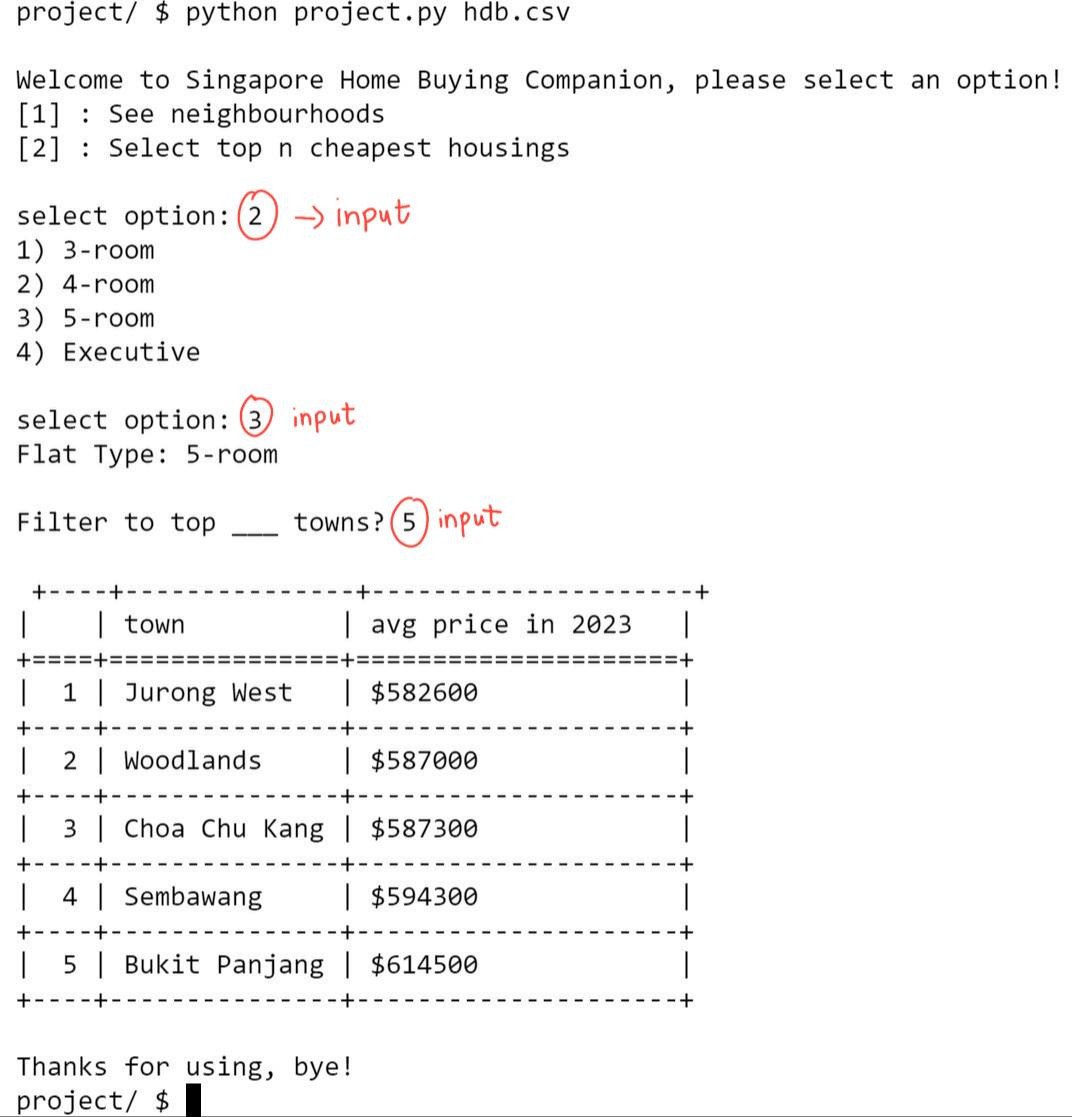 project/ $ python project.py hdb.csv
Welcome to Singapore Home Buying Companion, please select an option!
[1] : See neighbourhoods
[2] : Select top n cheapest housings
select option: 2 → input
1) 3-room
2) 4-room
3) 5-room
4) Executive
select option: 3 input
Flat Type: 5-room
Filter to top ___ towns? 5 input
+----+---------------+---------------------+
|    | town          | avg price in 2023   |
+====+===============+=====================+
|  1 | Jurong West   | $582600             |
+----+---------------+---------------------+
|  2 | Woodlands     | $587000             |
+----+---------------+---------------------+
|  3 | Choa Chu Kang | $587300             |
+----+---------------+---------------------+
|  4 | Sembawang     | $594300             |
+----+---------------+---------------------+
|  5 | Bukit Panjang | $614500             |
+----+---------------+---------------------+
Thanks for using, bye!
project/ $